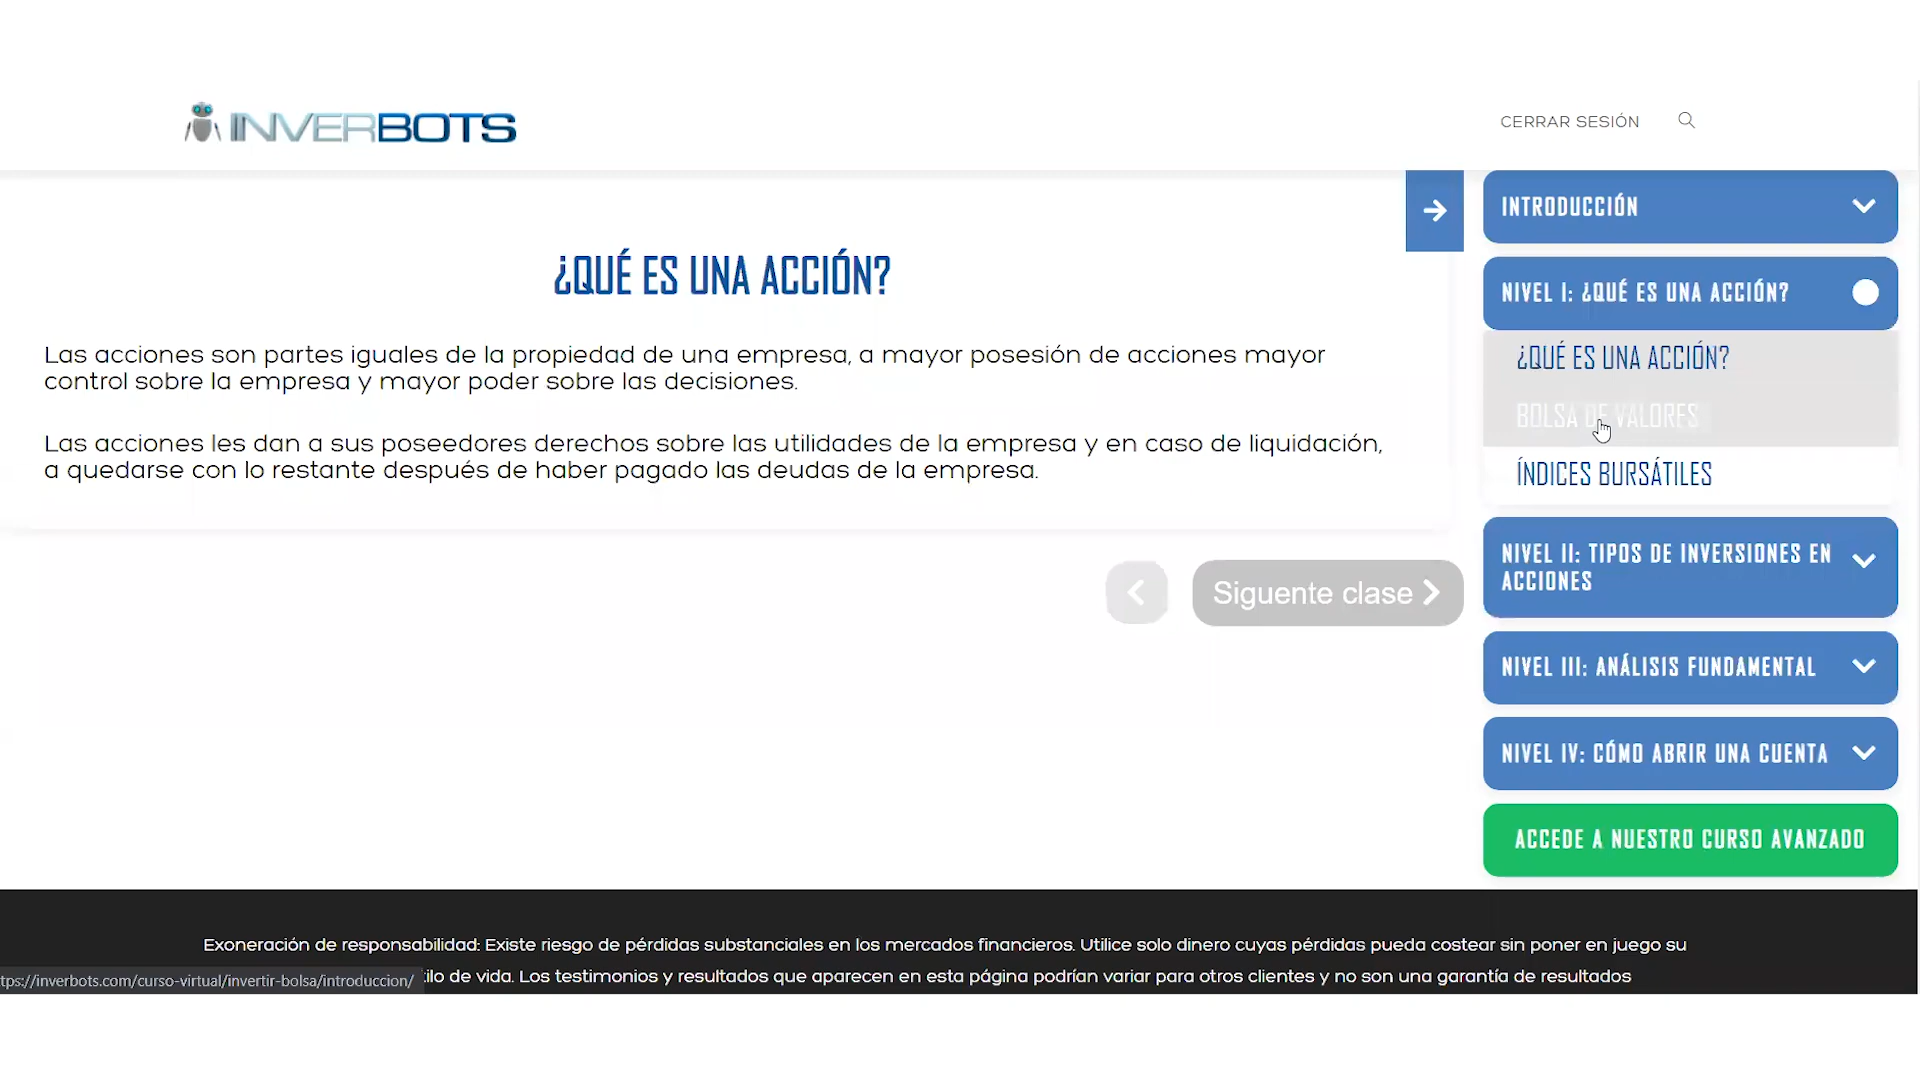 INVERBOTS
CERRAR SESIÓN
¿QUÉ ES UNA ACCIÓN?
Las acciones son partes iguales de la propiedad de una empresa, a mayor posesión de acciones mayor
control sobre la empresa y mayor poder sobre las decisiones.
Las acciones les dan a sus poseedores derechos sobre las utilidades de la empresa y en caso de liquidación,
a quedarse con lo restante después de haber pagado las deudas de la empresa.
Siguente clase
INTRODUCCIÓN
NIVEL I: ¿QUÉ ES UNA ACCIÓN?
¿QUÉ ES UNA ACCIÓN?
BOLSA DE VALORES
ÍNDICES BURSÁTILES
NIVEL II: TIPOS DE INVERSIONES EN
ACCIONES
NIVEL III: ANÁLISIS FUNDAMENTAL
NIVEL IV: CÓMO ABRIR UNA CUENTA
ACCEDE A NUESTRO CURSO AVANZADO
Exoneración de responsabilidad: Existe riesgo de pérdidas substanciales en los mercados financieros. Utilice solo dinero cuyas pérdidas pueda costear sin poner en juego su
tilo de vida. Los testimonios y resultados que aparecen en esta página podrían variar para otros clientes y no son una garantía de resultados
tps://inverbots.com/curso-virtual/invertir-bolsa/introduccion/